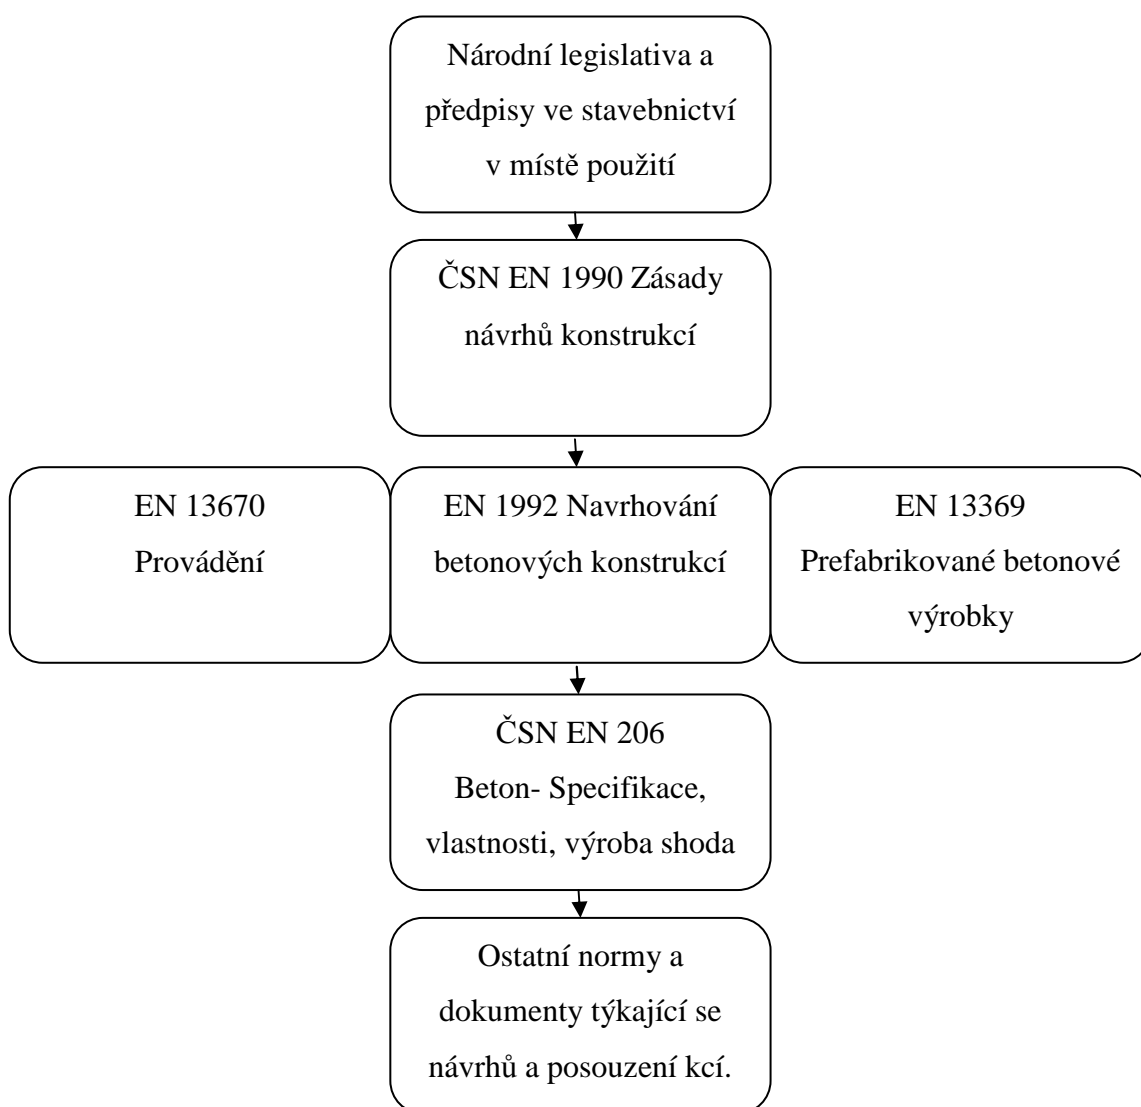 Národní legislativa a
předpisy ve stavebnictví
v místě použití
ČSN EN 1990 Zásady
návrhů konstrukcí
EN 13670
Provádění
EN 1992 Navrhování
betonových konstrukcí
EN 13369
Prefabrikované betonové
výrobky
ČSN EN 206
Beton- Specifikace,
vlastnosti, výroba shoda
Ostatní normy a
dokumenty týkající se
návrhů a posouzení kcí.